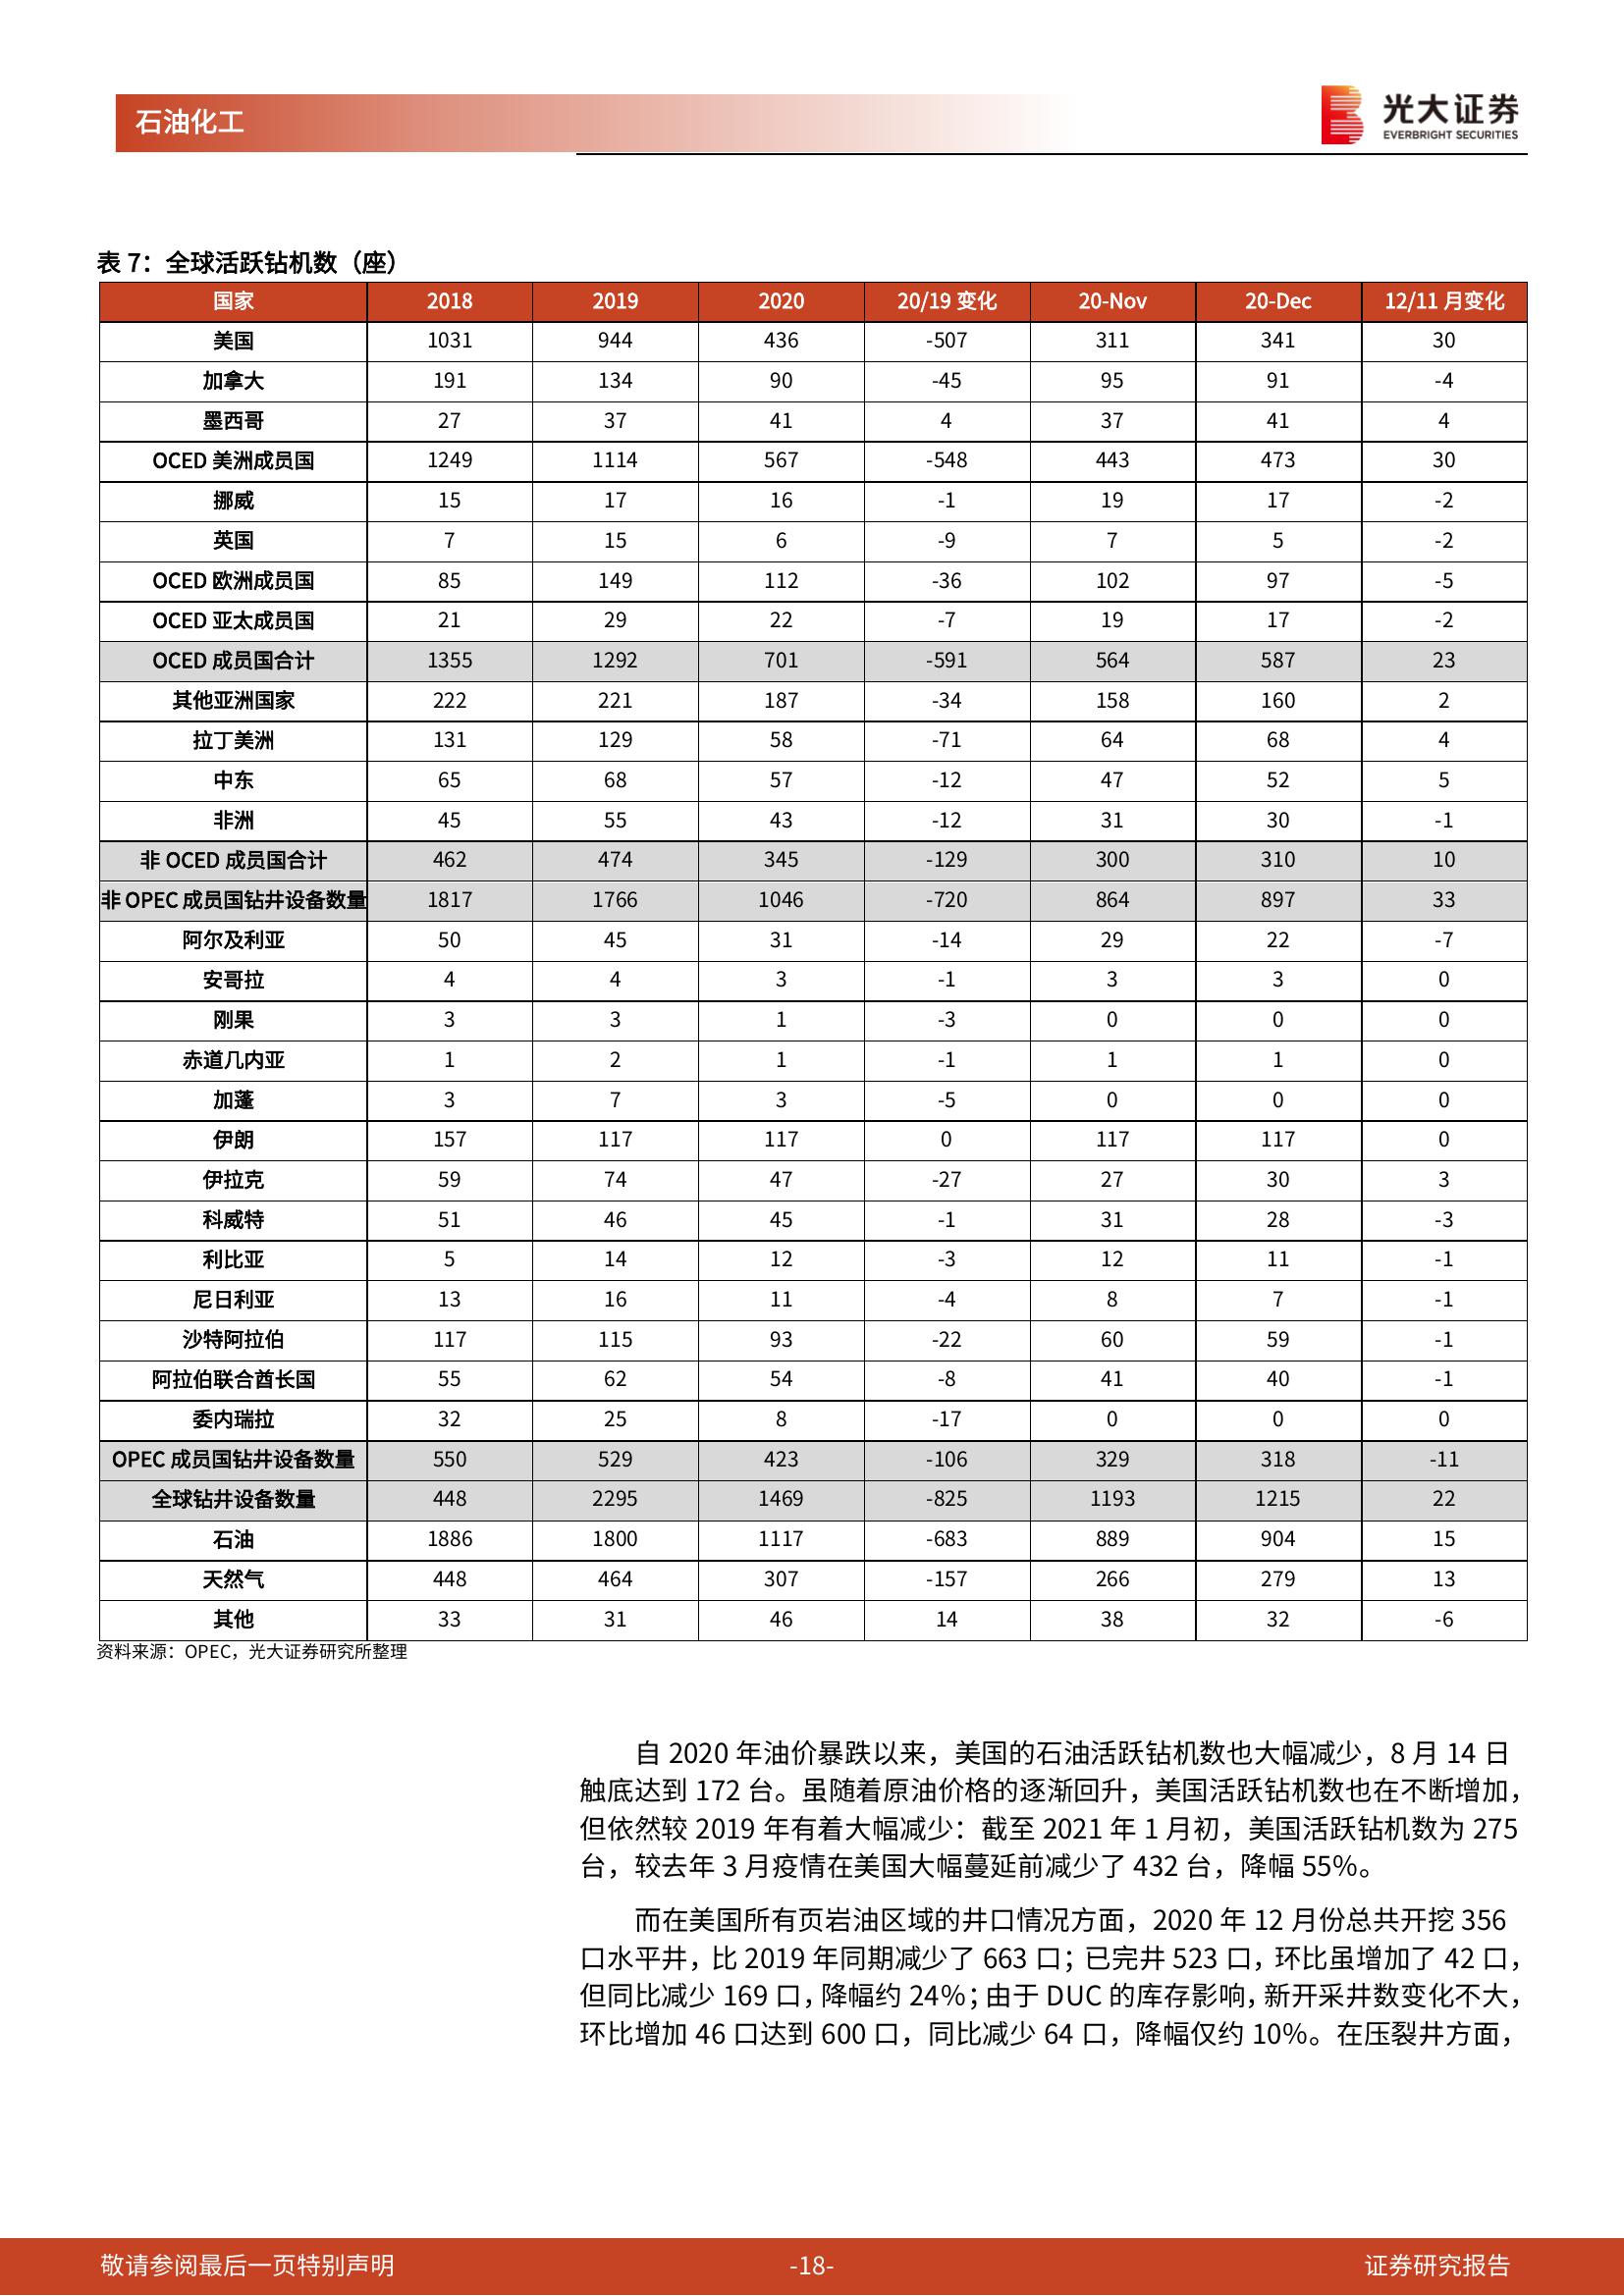 石油化工
光大证券
EVERBRIGHT SECURITIES
表 7：全球活跃钻机数（座）
国家 2018 2019 2020 20/19 变化 20-Nov 20-Dec 12/11 月变化
美国 1031 944 436 -507 311 341 30
加拿大 191 134 90 -45 95 91 -4
墨西哥 27 37 41 4 37 41 4
OCED 美洲成员国 1249 1114 567 -548 443 473 30
挪威 15 17 16 -1 19 17 -2
英国 7 15 6 -9 7 5 -2
OCED 欧洲成员国 85 149 112 -36 102 97 -5
OCED 亚太成员国 21 29 22 -7 19 17 -2
OCED 成员国合计 1355 1292 701 -591 564 587 23
其他亚洲国家 222 221 187 -34 158 160 2
拉丁美洲 131 129 58 -71 64 68 4
中东 65 68 57 -12 47 52 5
非洲 45 55 43 -12 31 30 -1
非 OCED 成员国合计 462 474 345 -129 300 310 10
非 OPEC 成员国钻井设备数量 1817 1766 1046 -720 864 897 33
阿尔及利亚 50 45 31 -14 29 22 -7
安哥拉 4 4 3 -1 3 3 0
刚果 3 3 1 -3 0 0 0
赤道几内亚 1 2 1 -1 1 1 0
加蓬 3 7 3 -5 0 0 0
伊朗 157 117 117 0 117 117 0
伊拉克 59 74 47 -27 27 30 3
科威特 51 46 45 -1 31 28 -3
利比亚 5 14 12 -3 12 11 -1
尼日利亚 13 16 11 -4 8 7 -1
沙特阿拉伯 117 115 93 -22 60 59 -1
阿拉伯联合酋长国 55 62 54 -8 41 40 -1
委内瑞拉 32 25 8 -17 0 0 0
OPEC 成员国钻井设备数量 550 529 423 -106 329 318 -11
全球钻井设备数量 448 2295 1469 -825 1193 1215 22
石油 1886 1800 1117 -683 889 904 15
天然气 448 464 307 -157 266 279 13
其他 33 31 46 14 38 32 -6
资料来源：OPEC，光大证券研究所整理
自 2020 年油价暴跌以来，美国的石油活跃钻机数也大幅减少，8 月 14 日
触底达到 172 台。虽随着原油价格的逐渐回升，美国活跃钻机数也在不断增加，
但依然较 2019 年有着大幅减少：截至 2021 年 1 月初，美国活跃钻机数为 275
台，较去年 3 月疫情在美国大幅蔓延前减少了 432 台，降幅 55%。
而在美国所有页岩油区域的井口情况方面，2020 年 12 月份总共开挖 356
口水平井，比 2019 年同期减少了 663 口；已完井 523 口，环比虽增加了 42 口，
但同比减少 169 口，降幅约 24%；由于 DUC 的库存影响，新开采井数变化不大，
环比增加 46 口达到 600 口，同比减少 64 口，降幅仅约 10%。在压裂井方面，
敬请参阅最后一页特别声明 -18- 证券研究报告